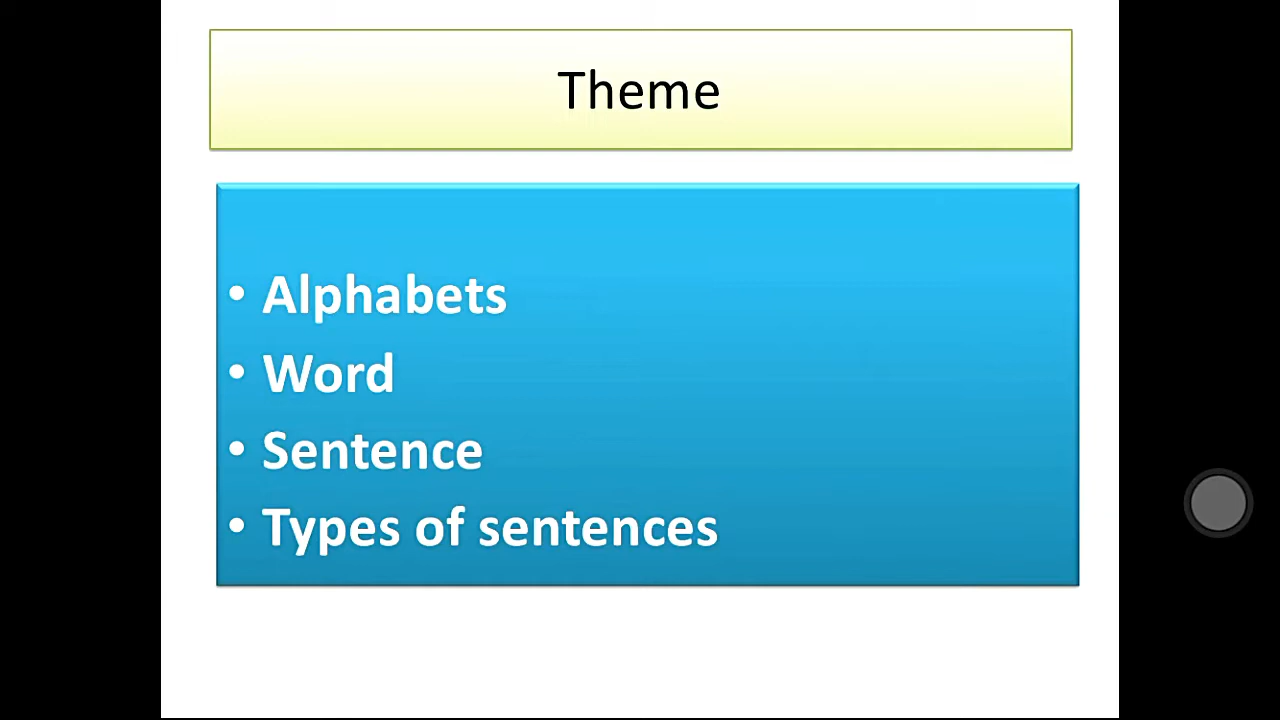 Theme
• Alphabets
• Word
• Sentence
• Types of sentences